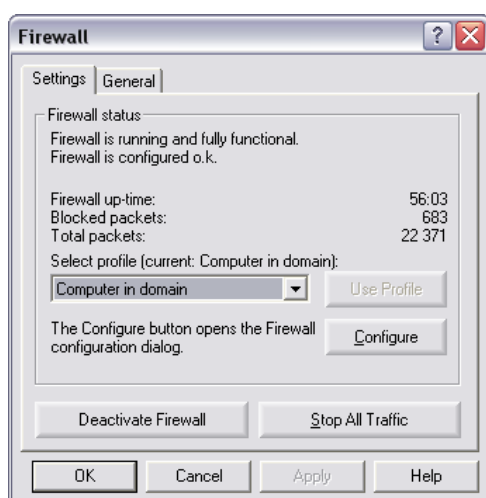 Firewall
Settings General
Firewall status
Firewall is running and fully functional.
Firewall is configured o.k.
Firewall up-time: 56:03
Blocked packets: 683
Total packets: 22 371
Select profile (current: Computer in domain):
Computer in domain Use Profile
The Configure button opens the Firewall
configuration dialog.
Configure
Deactivate Firewall Stop All Traffic
OK Cancel Apply Help